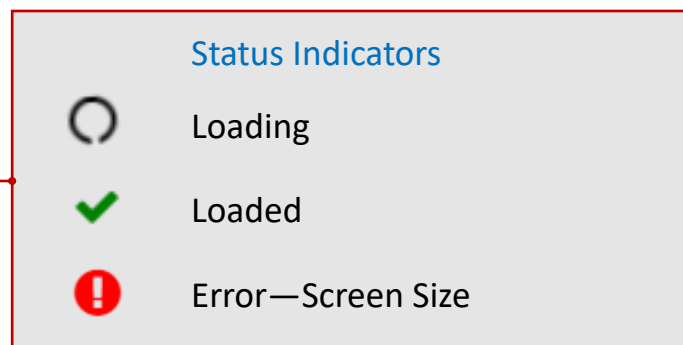 Status Indicators
Loading
Loaded
Error—Screen Size